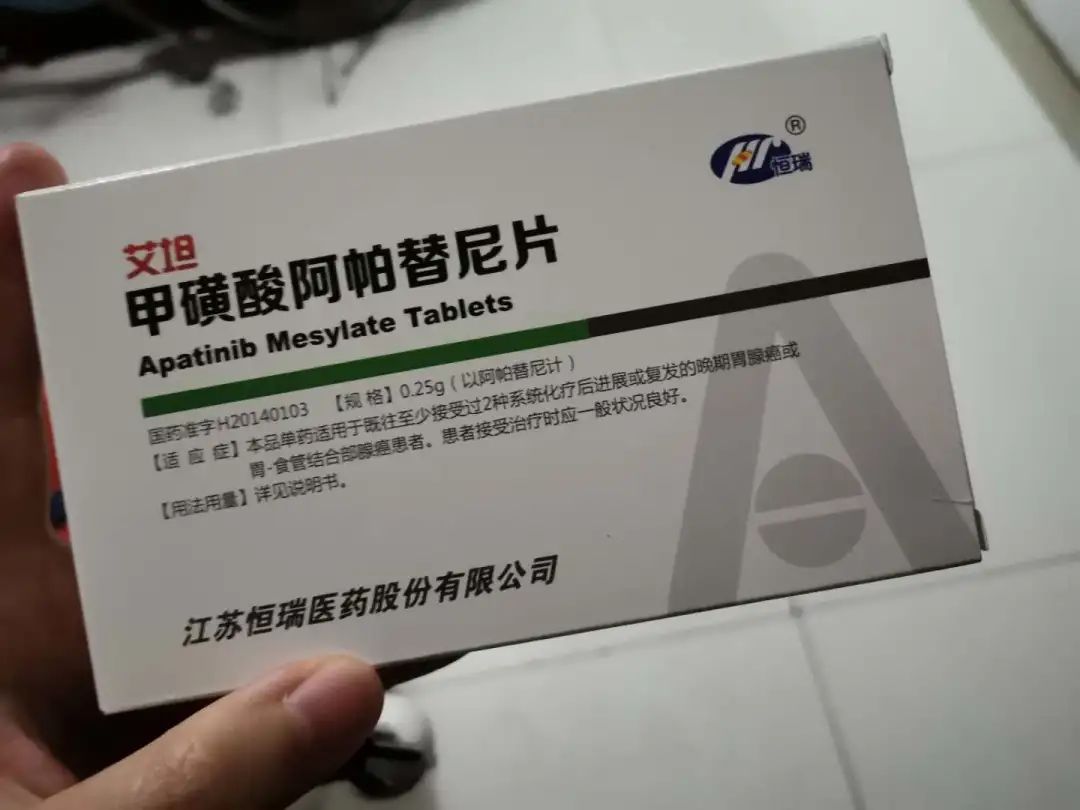 恒瑞®
艾坦
甲磺酸阿帕替尼片
Apatinib Mesylate Tablets
国药准字H20140103 【规 格】0.25g(以阿帕替尼计)
【适 应 症】本品单药适用于既往至少接受过2种系统化疗后进展或复发的晚期胃腺癌或
胃-食管结合部腺癌患者。患者接受治疗时应一般状况良好。
【用法用量】详见说明书。
江苏恒瑞医药股份有限公司